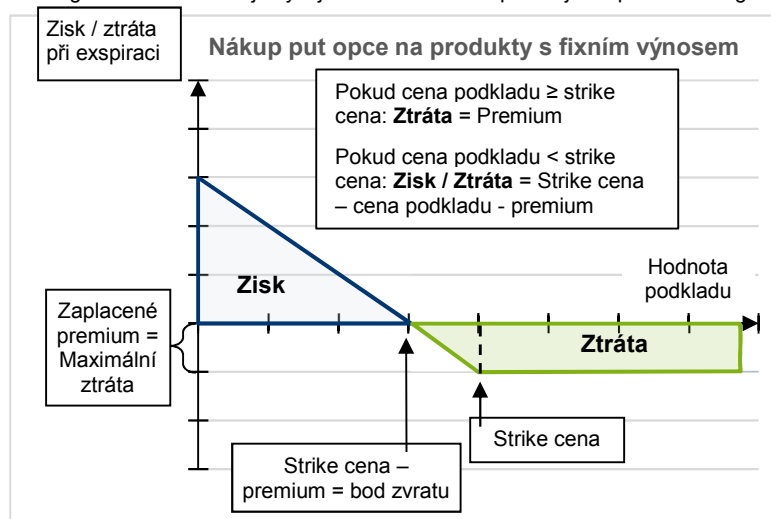 Zisk / ztráta
při exspiraci
Nákup put opce na produkty s fixním výnosem
Pokud cena podkladu ≥ strike
cena: Ztráta = Premium
Pokud cena podkladu < strike
cena: Zisk / Ztráta = Strike cena
– cena podkladu - premium
Zisk
Hodnota
podkladu
Zaplacené
premium =
Maximální
ztráta
Ztráta
Strike cena
Strike cena –
premium = bod zvratu